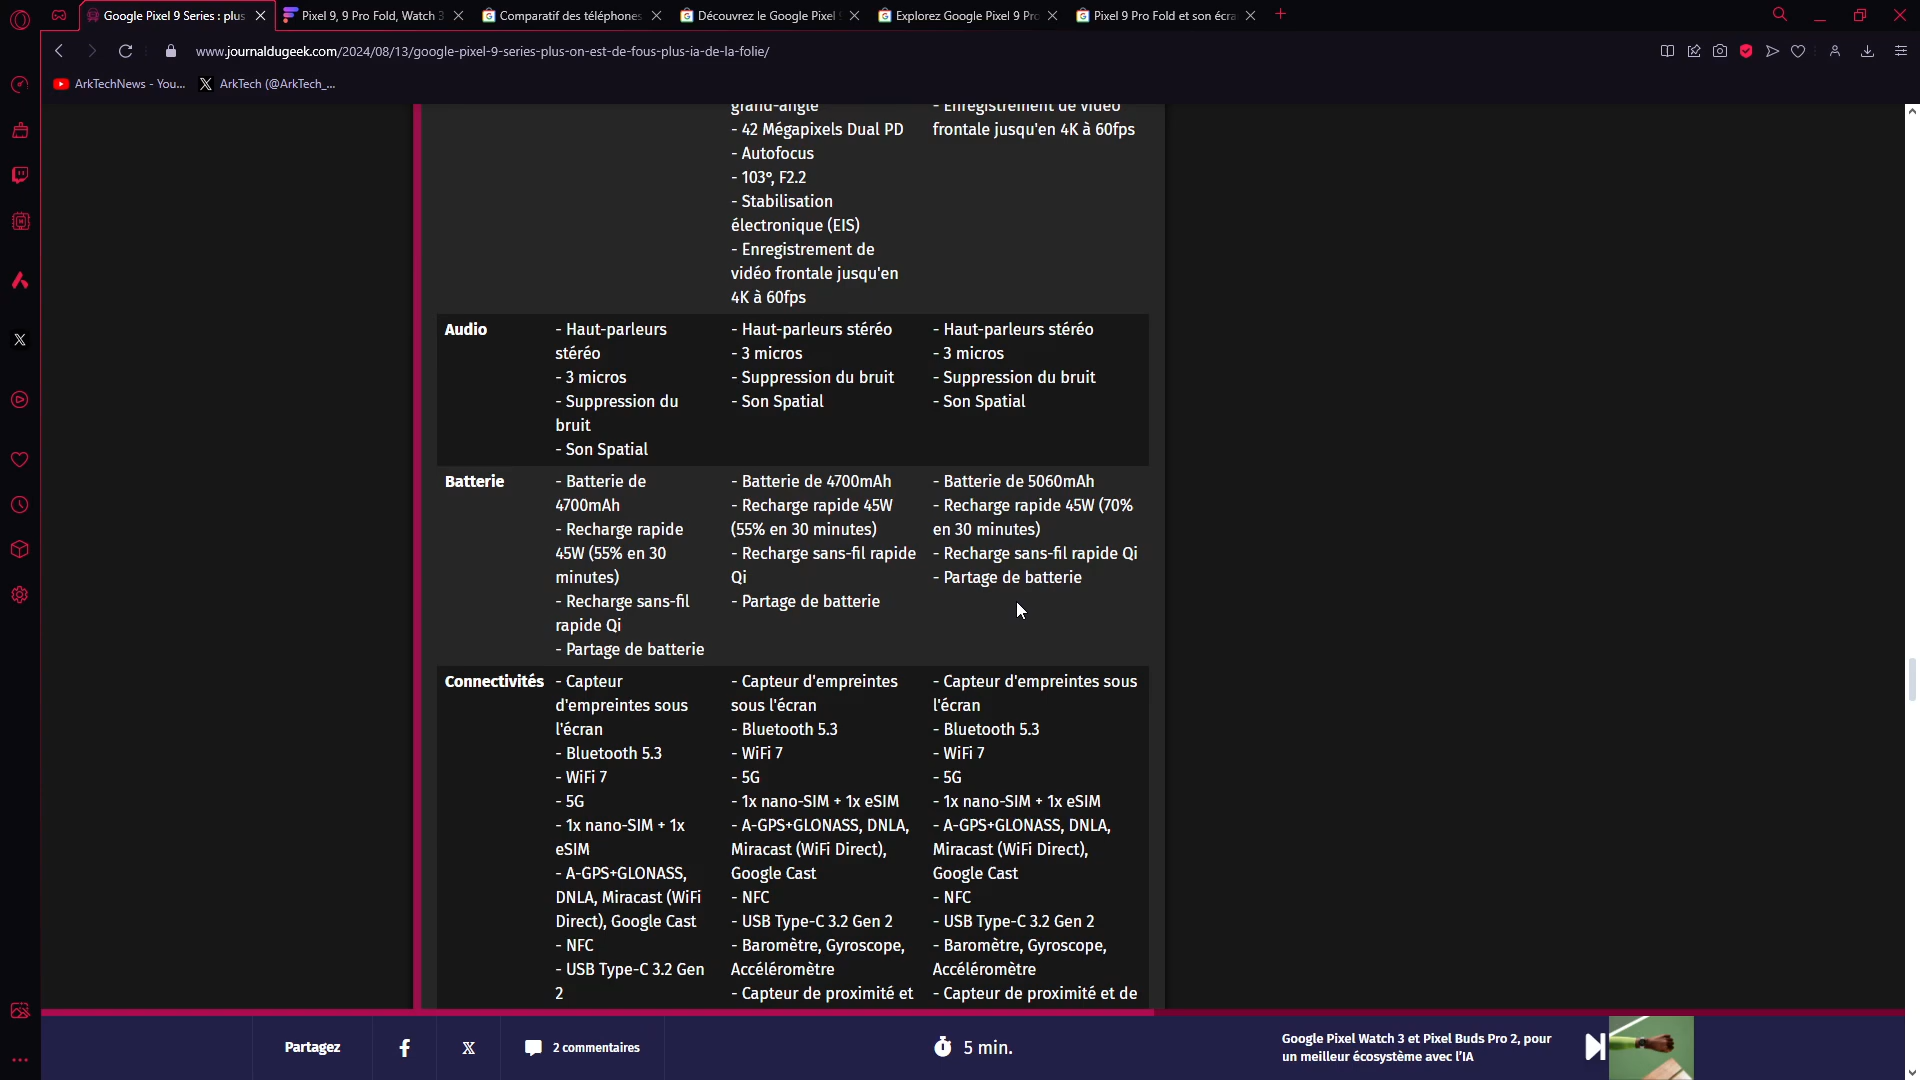 Google Pixel 9 Series : plus
Pixel 9, 9 Pro Fold, Watch 3
Comparatif des téléphones
Découvrez le Google Pixel 9
Explorez Google Pixel 9 Pro
Pixel 9 Pro Fold et son écra
www.journaldugeek.com/2024/08/13/google-pixel-9-series-plus-on-est-de-fous-plus-ia-de-la-folie/
ArkTechNews - You...
ArkTech (@ArkTech_...
grand-angle
- 42 Mégapixels Dual PD
- Autofocus
- 103°, F2.2
- Stabilisation
électronique (EIS)
- Enregistrement de
vidéo frontale jusqu'en
4K à 60fps
- Enregistrement de vidéo
frontale jusqu'en 4K à 60fps
Audio
- Haut-parleurs
stéréo
- 3 micros
- Suppression du
bruit
- Son Spatial
- Haut-parleurs stéréo
- 3 micros
- Suppression du bruit
- Son Spatial
- Haut-parleurs stéréo
- 3 micros
- Suppression du bruit
- Son Spatial
Batterie
- Batterie de
4700mAh
- Recharge rapide
45W (55% en 30
minutes)
- Recharge sans-fil
rapide Qi
- Partage de batterie
- Batterie de 4700mAh
- Recharge rapide 45W
(55% en 30 minutes)
- Recharge sans-fil rapide
Qi
- Partage de batterie
- Batterie de 5060mAh
- Recharge rapide 45W (70%
en 30 minutes)
- Recharge sans-fil rapide Qi
- Partage de batterie
Connectivités
- Capteur
d'empreintes sous
l'écran
- Bluetooth 5.3
- WiFi 7
- 5G
- 1x nano-SIM + 1x
eSIM
- A-GPS+GLONASS,
DNLA, Miracast (WiFi
Direct), Google Cast
- NFC
- USB Type-C 3.2 Gen
2
- Capteur d'empreintes
sous l'écran
- Bluetooth 5.3
- WiFi 7
- 5G
- 1x nano-SIM + 1x eSIM
- A-GPS+GLONASS, DNLA,
Miracast (WiFi Direct),
Google Cast
- NFC
- USB Type-C 3.2 Gen 2
- Baromètre, Gyroscope,
Accéléromètre
- Capteur de proximité et
- Capteur d'empreintes sous
l'écran
- Bluetooth 5.3
- WiFi 7
- 5G
- 1x nano-SIM + 1x eSIM
- A-GPS+GLONASS, DNLA,
Miracast (WiFi Direct),
Google Cast
- NFC
- USB Type-C 3.2 Gen 2
- Baromètre, Gyroscope,
Accéléromètre
- Capteur de proximité et de
Partagez
2 commentaires
5 min.
Google Pixel Watch 3 et Pixel Buds Pro 2, pour
un meilleur écosystème avec l'IA